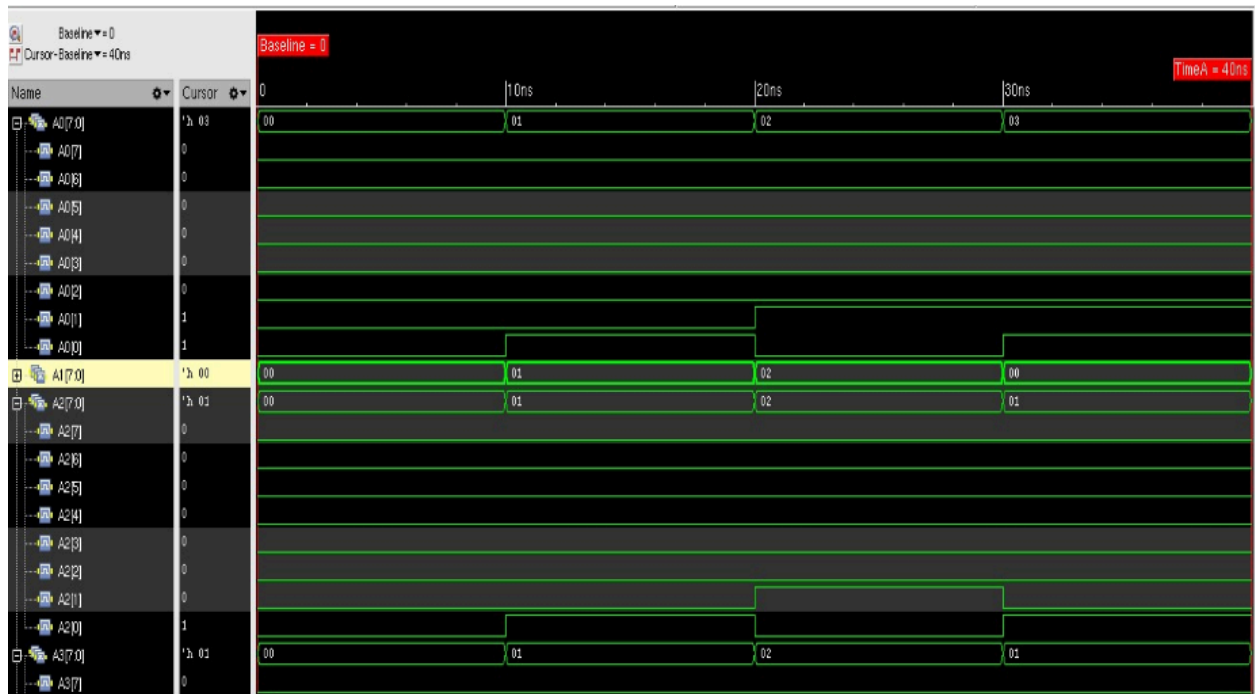 Baseline▼= 0
Cursor-Baseline▼= 40ns
Baseline = 0
TimeA = 40ns
Name Cursor 0 10ns 20ns 30ns
A0[7:0] 'h 03 00 01 02 03
A0[7] 0
A0[6] 0
A0[5] 0
A0[4] 0
A0[3] 0
A0[2] 0
A0[1] 1
A0[0] 1
A1[7:0] 'h 00 00 01 02 00
A2[7:0] 'h 01 00 01 02 01
A2[7] 0
A2[6] 0
A2[5] 0
A2[4] 0
A2[3] 0
A2[2] 0
A2[1] 0
A2[0] 1
A3[7:0] 'h 01 00 01 02 01
A3[7] 0